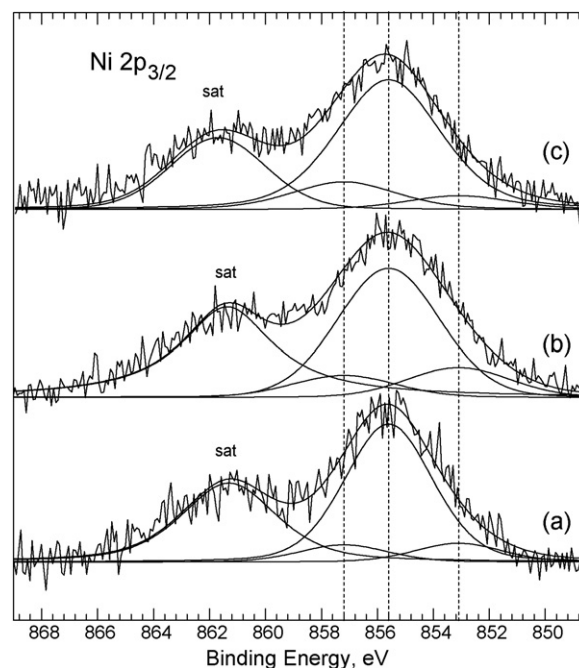 Ni 2p3/2
sat
(c)
sat
(b)
sat
(a)
868 866 864 862 860 858 856 854 852 850
Binding Energy, eV